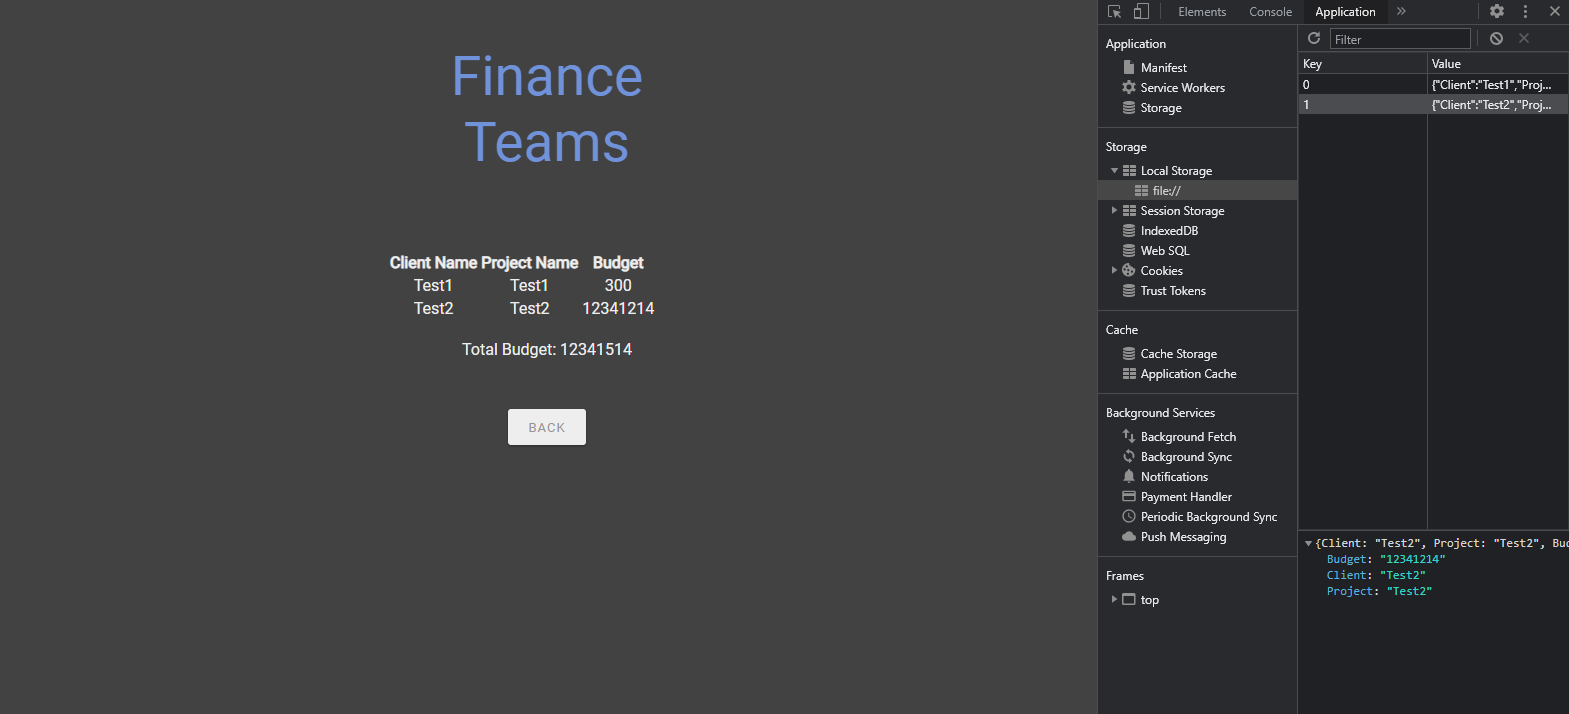 Finance
Teams
Client Name Project Name Budget
Test1 Test1 300
Test2 Test2 12341214
Total Budget: 12341514
BACK
Elements Console Application »
Application
Manifest
Service Workers
Storage
Storage
Local Storage
file://
Session Storage
IndexedDB
Web SQL
Cookies
Trust Tokens
Cache
Cache Storage
Application Cache
Background Services
Background Fetch
Background Sync
Notifications
Payment Handler
Periodic Background Sync
Push Messaging
Frames
top
Filter
Key Value
0 {"Client":"Test1","Proj...
1 {"Client":"Test2","Proj...
{Client: "Test2", Project: "Test2", Bud
Budget: "12341214"
Client: "Test2"
Project: "Test2"